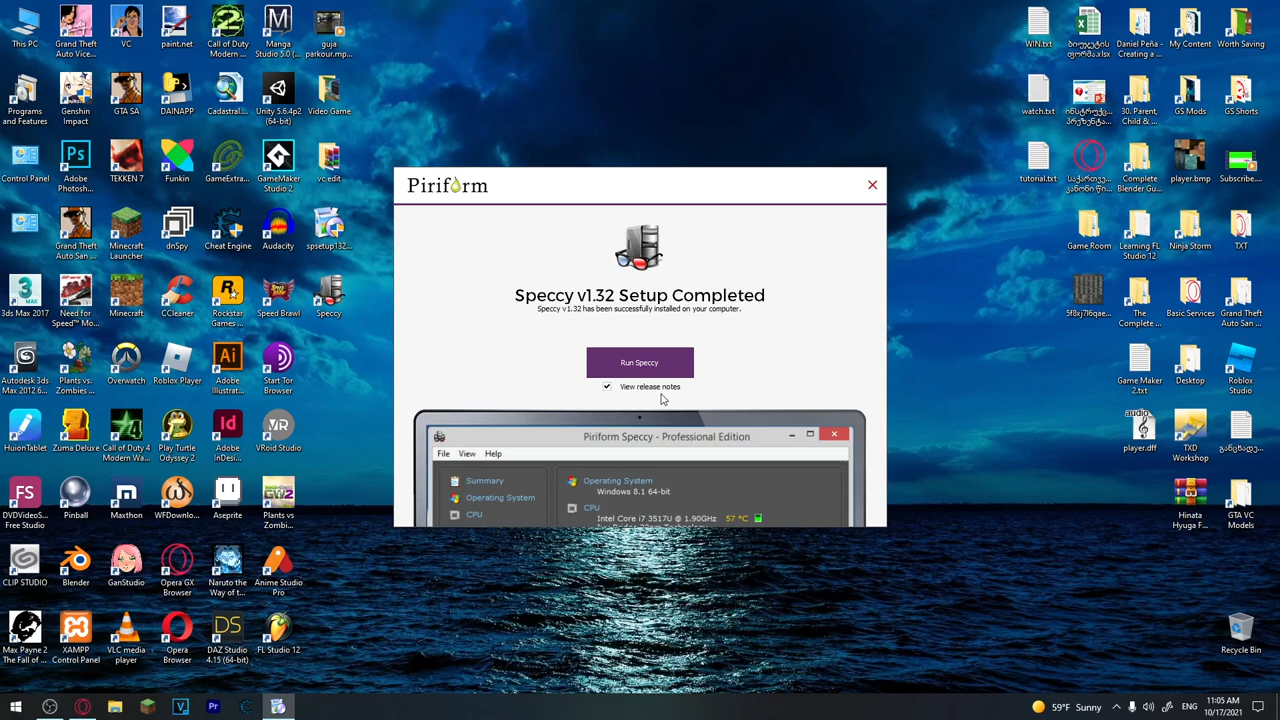 This PC
Grand Theft
Auto Vice...
VC
paint.net
Call of Duty
Modern ...
Manga
Studio 5.0 (...
guja
parkour.mp...
Programs
and Features
Genshin
Impact
GTA SA
DAINAPP
Cadastral...
Unity 5.6.4p2
(64-bit)
Video Game
Control Panel
Adobe
Photosh...
TEKKEN 7
Funkin
GameExtra...
GameMaker
Studio 2
vc edit
Grand Theft
Auto San ...
Minecraft
Launcher
dnSpy
Cheat Engine
Audacity
spsetup132...
3ds Max 2017
Need for
Speed™ Mo...
Minecraft
CCleaner
Rockstar
Games ...
Speed Brawl
Speccy
Autodesk 3ds
Max 2012 6...
Plants vs.
Zombies ...
Overwatch
Roblox Player
Adobe
Illustrat...
Start Tor
Browser
HuionTablet
Zuma Deluxe
Call of Duty 4
Modern Wa...
Play Turtle
Odyssey 2
Adobe
InDesi...
VRoid Studio
DVDVideoS...
Free Studio
Pinball
Maxthon
WFDownlo...
Aseprite
Plants vs
Zombi...
CLIP STUDIO
Blender
GanStudio
Opera GX
Browser
Naruto the
Way of t...
Anime Studio
Pro
Max Payne 2
The Fall of ...
XAMPP
Control Panel
VLC media
player
Opera
Browser
DAZ Studio
4.15 (64-bit)
FL Studio 12
Piriform
Speccy v1.32 Setup Completed
Speccy v1.32 has been successfully installed on your computer.
Run Speccy
View release notes
Piriform Speccy - Professional Edition
File View Help
Summary
Operating System
CPU
Operating System
Windows 8.1 64-bit
CPU
Intel Core i7 3517U @ 1.90GHz 57 °C
WIN.txt
ბიუჯეტის
ფორმა.xlsx
Daniel Peña -
Creating a ...
My Content
Worth Saving
watch.txt
ინსტრუქც...
პრეზენტა...
30. Parent,
Child & ...
GS Mods
GS Shorts
tutorial.txt
Complete
Blender Gu...
player.bmp
Subscribe....
Game Room
Learning FL
Studio 12
Ninja Storm
TXT
The
Complete ...
Basic Services
Grand Theft
Auto San ...
Game Maker
2.txt
Desktop
Roblox
Studio
audio
player.dff
TXD
Workshop
განცხადე...
Hinata
Hyuga F...
GTA VC
Models
Recycle Bin
59°F Sunny
ENG
11:05 AM
10/17/2021